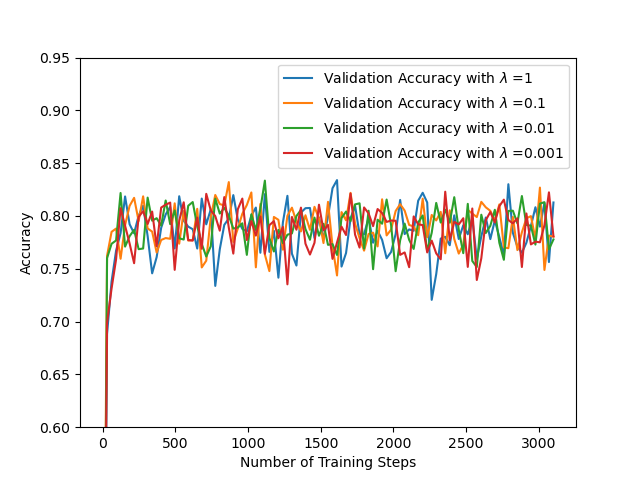 0.95
0.90
0.85
0.80
0.75
0.70
0.65
0.60
Accuracy
Validation Accuracy with λ =1
Validation Accuracy with λ =0.1
Validation Accuracy with λ =0.01
Validation Accuracy with λ =0.001
0 500 1000 1500 2000 2500 3000
Number of Training Steps